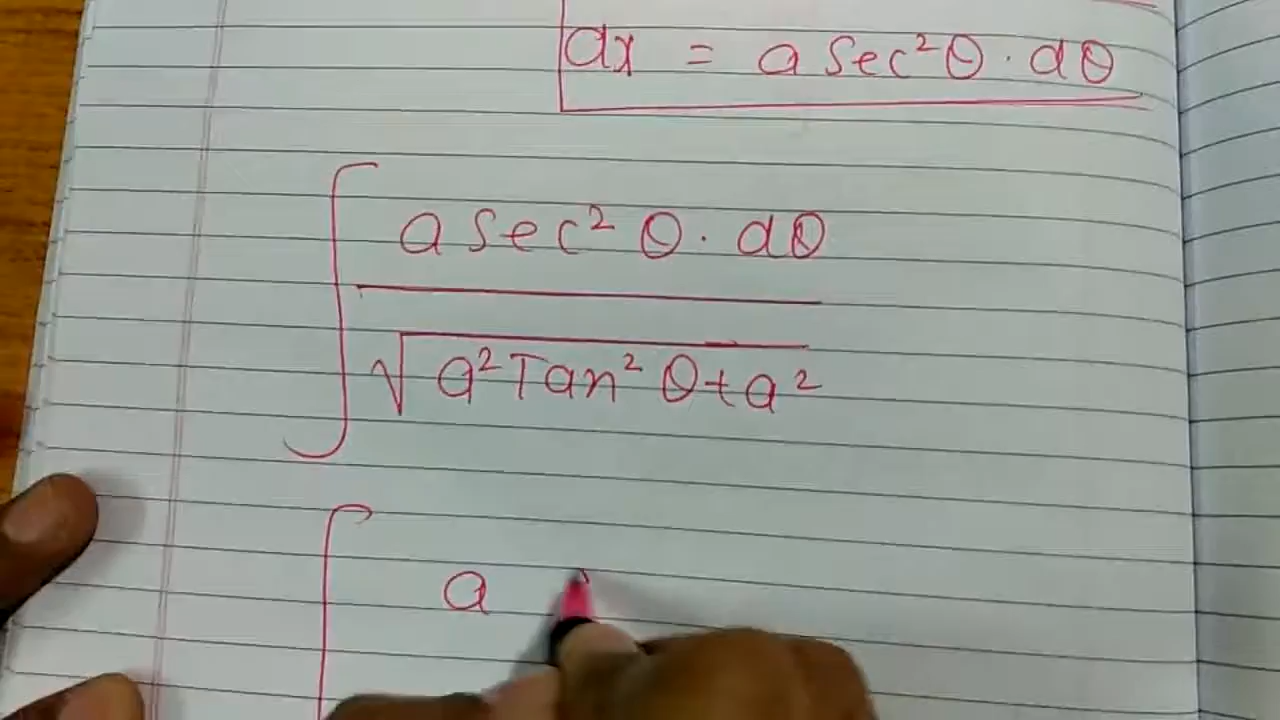 dx = a sec²θ · dθ
∫ a sec²θ · dθ / √a²Tan²θ+a²
∫ a